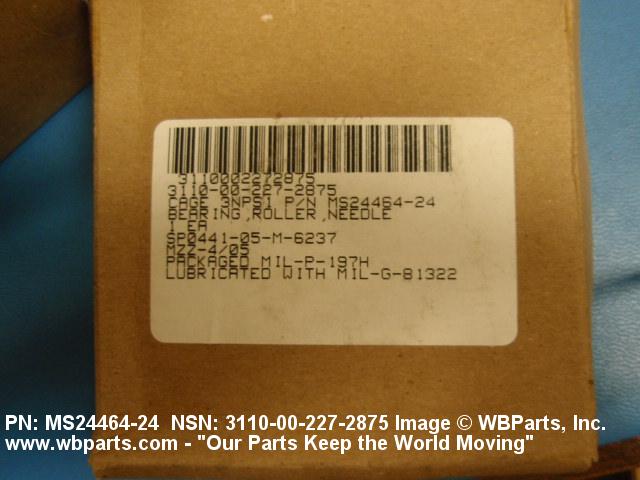 3110002272875
3110-00-227-2875
CAGE 3NPS1 P/N MS24464-24
BEARING,ROLLER,NEEDLE
1 EA
SP0441-05-M-6237
MZZ-4/05
PACKAGED MIL-P-197H
LUBRICATED WITH MIL-G-81322
PN: MS24464-24 NSN: 3110-00-227-2875 Image © WBParts, Inc.
www.wbparts.com - "Our Parts Keep the World Moving"